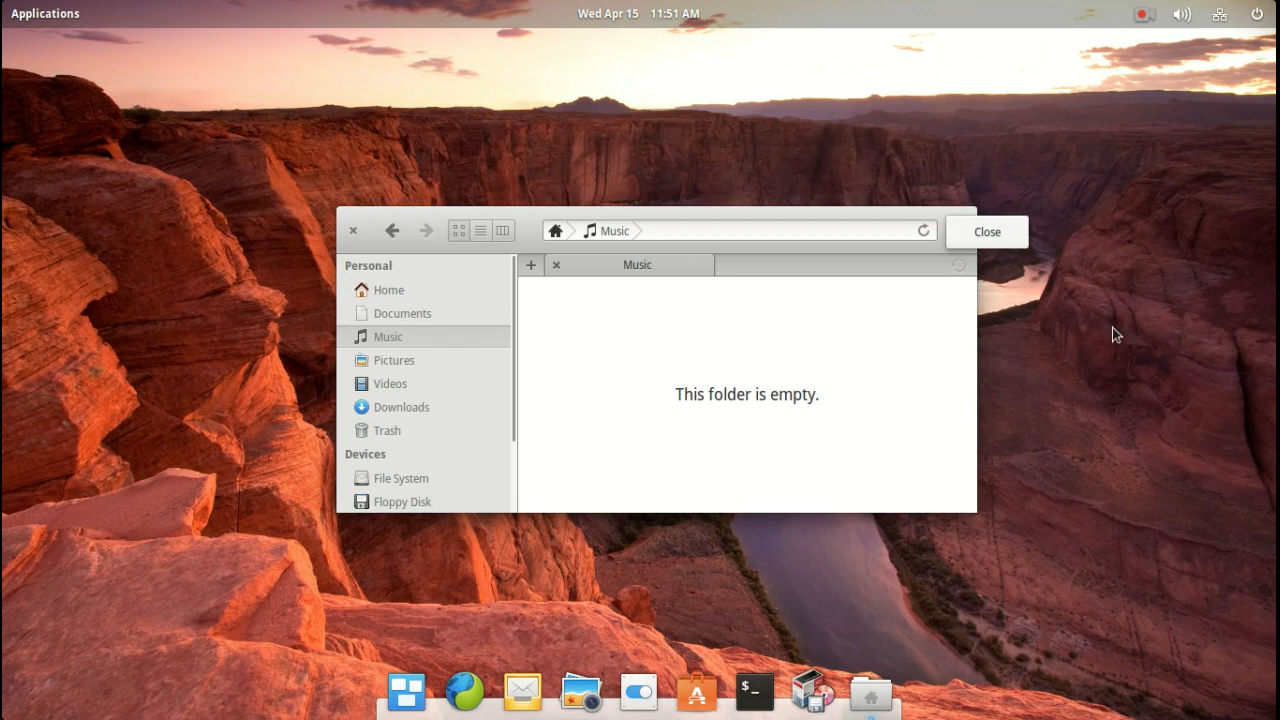 Applications
Wed Apr 15 11:51 AM
Music
Close
Music
Personal
Home
Documents
Music
Pictures
Videos
Downloads
Trash
Devices
File System
Floppy Disk
This folder is empty.
$_